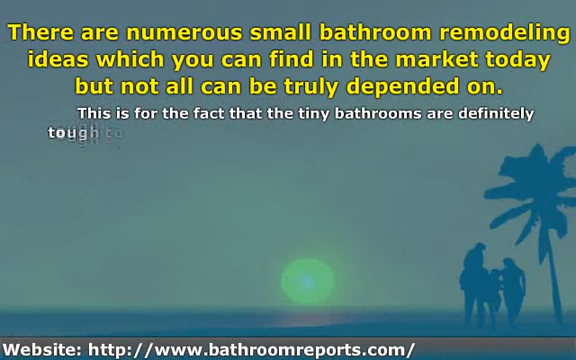 There are numerous small bathroom remodeling
ideas which you can find in the market today
but not all can be truly depended on.
This is for the fact that the tiny bathrooms are definitely
tough to
Website: http://www.bathroomreports.com/